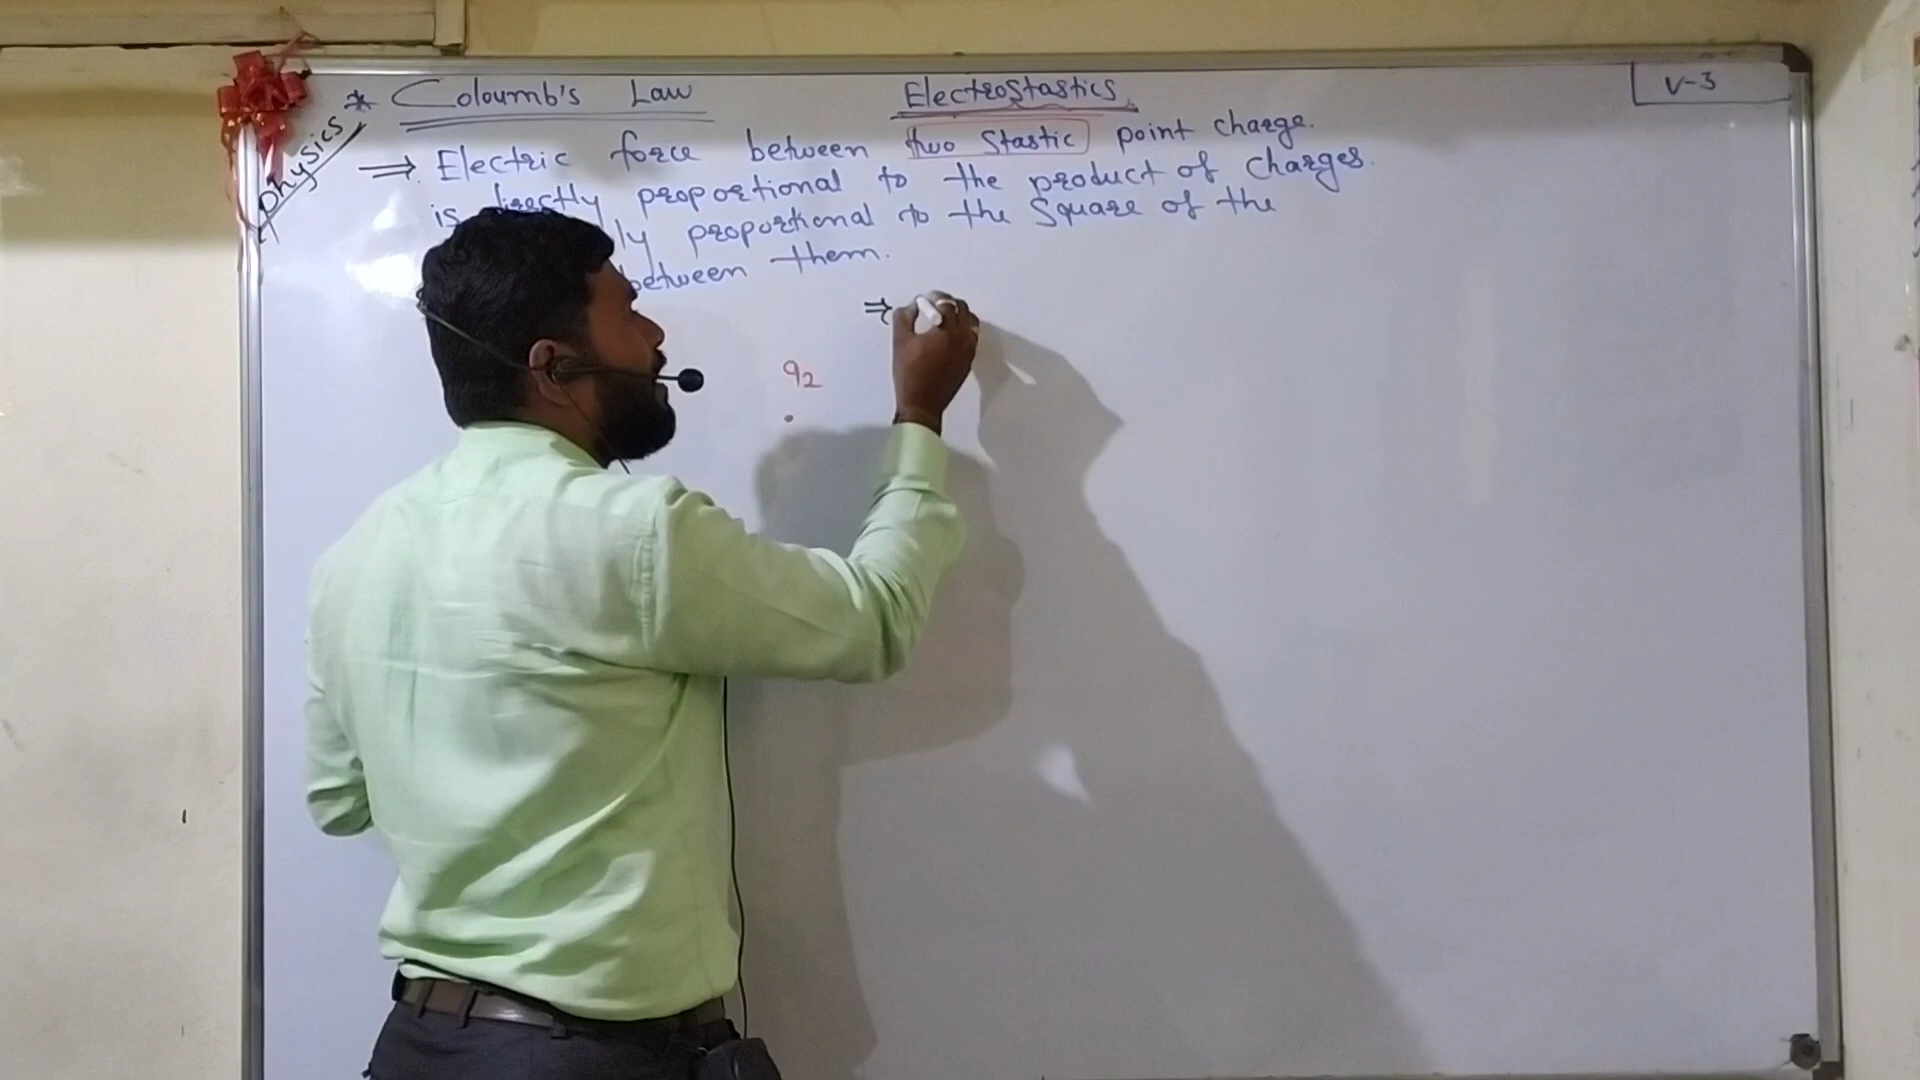 physics
* Coloumb's Law
Electrostastics
V-3
⇒ Electric force between two stastic point charge.
is directly proportional to the product of charges.
ly proportional to the square of the
between them.
⇒
q2